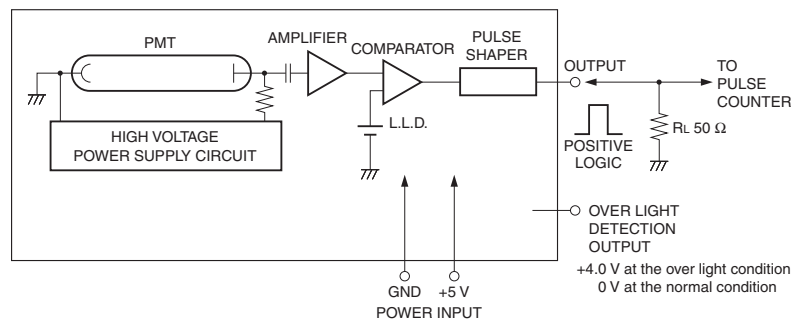 PMT
AMPLIFIER
COMPARATOR
PULSE
SHAPER
HIGH VOLTAGE
POWER SUPPLY CIRCUIT
L.L.D.
OUTPUT
TO
PULSE
COUNTER
POSITIVE
LOGIC
RL 50 Ω
OVER LIGHT
DETECTION
OUTPUT
+4.0 V at the over light condition
0 V at the normal condition
GND +5 V
POWER INPUT